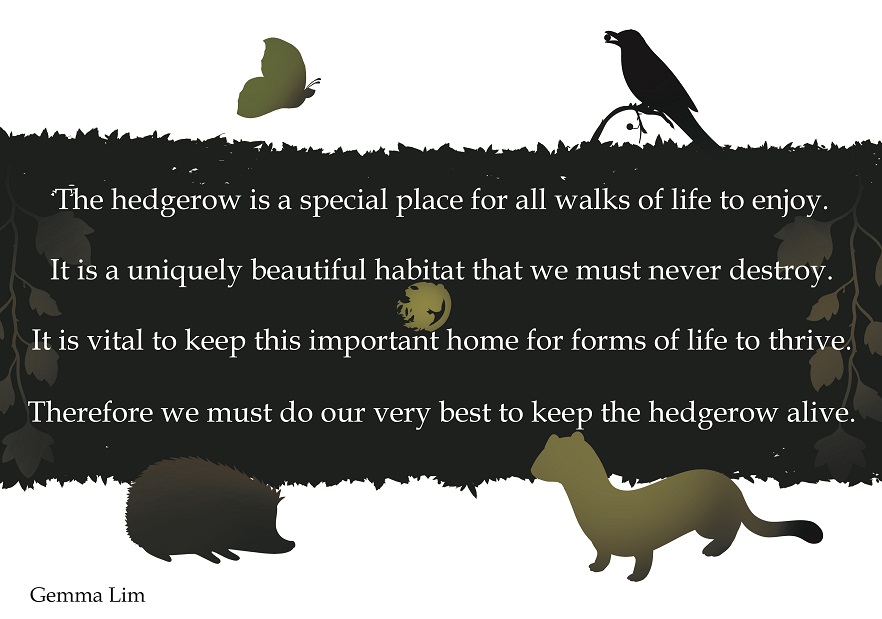 The hedgerow is a special place for all walks of life to enjoy.
It is a uniquely beautiful habitat that we must never destroy.
It is vital to keep this important home for forms of life to thrive.
Therefore we must do our very best to keep the hedgerow alive.
Gemma Lim